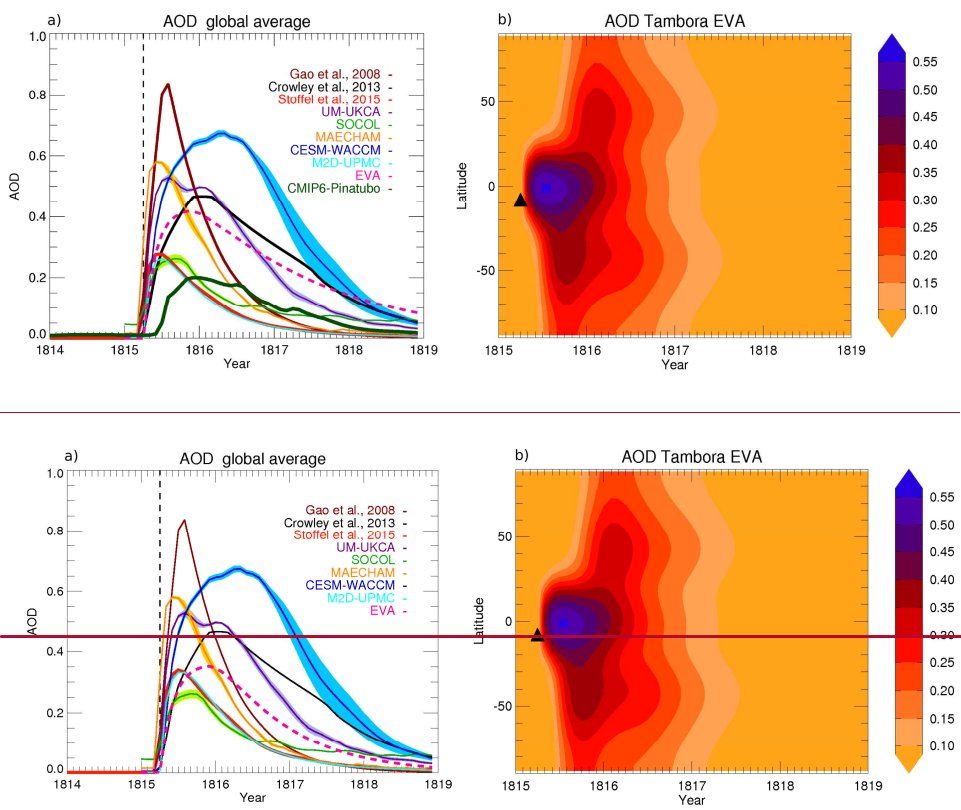 a)
AOD  global average
1.0
0.8
0.6
0.4
0.2
0.0
AOD
Gao et al., 2008 -
Crowley et al., 2013 -
Stoffel et al., 2015 -
UM-UKCA -
SOCOL -
MAECHAM -
CESM-WACCM -
M2D-UPMC -
EVA -
CMIP6-Pinatubo -
1814 1815 1816 1817 1818 1819
Year
b)
AOD Tambora EVA
50
0
-50
Latitude
1815 1816 1817 1818 1819
Year
0.55
0.50
0.45
0.40
0.35
0.30
0.25
0.20
0.15
0.10
a)
AOD  global average
1.0
0.8
0.6
0.4
0.2
0.0
AOD
Gao et al., 2008 -
Crowley et al., 2013 -
Stoffel et al., 2015 -
UM-UKCA -
SOCOL -
MAECHAM -
CESM-WACCM -
M2D-UPMC -
EVA -
1814 1815 1816 1817 1818 1819
Year
b)
AOD Tambora EVA
50
0
-50
Latitude
1815 1816 1817 1818 1819
Year
0.55
0.50
0.45
0.40
0.35
0.30
0.25
0.20
0.15
0.10